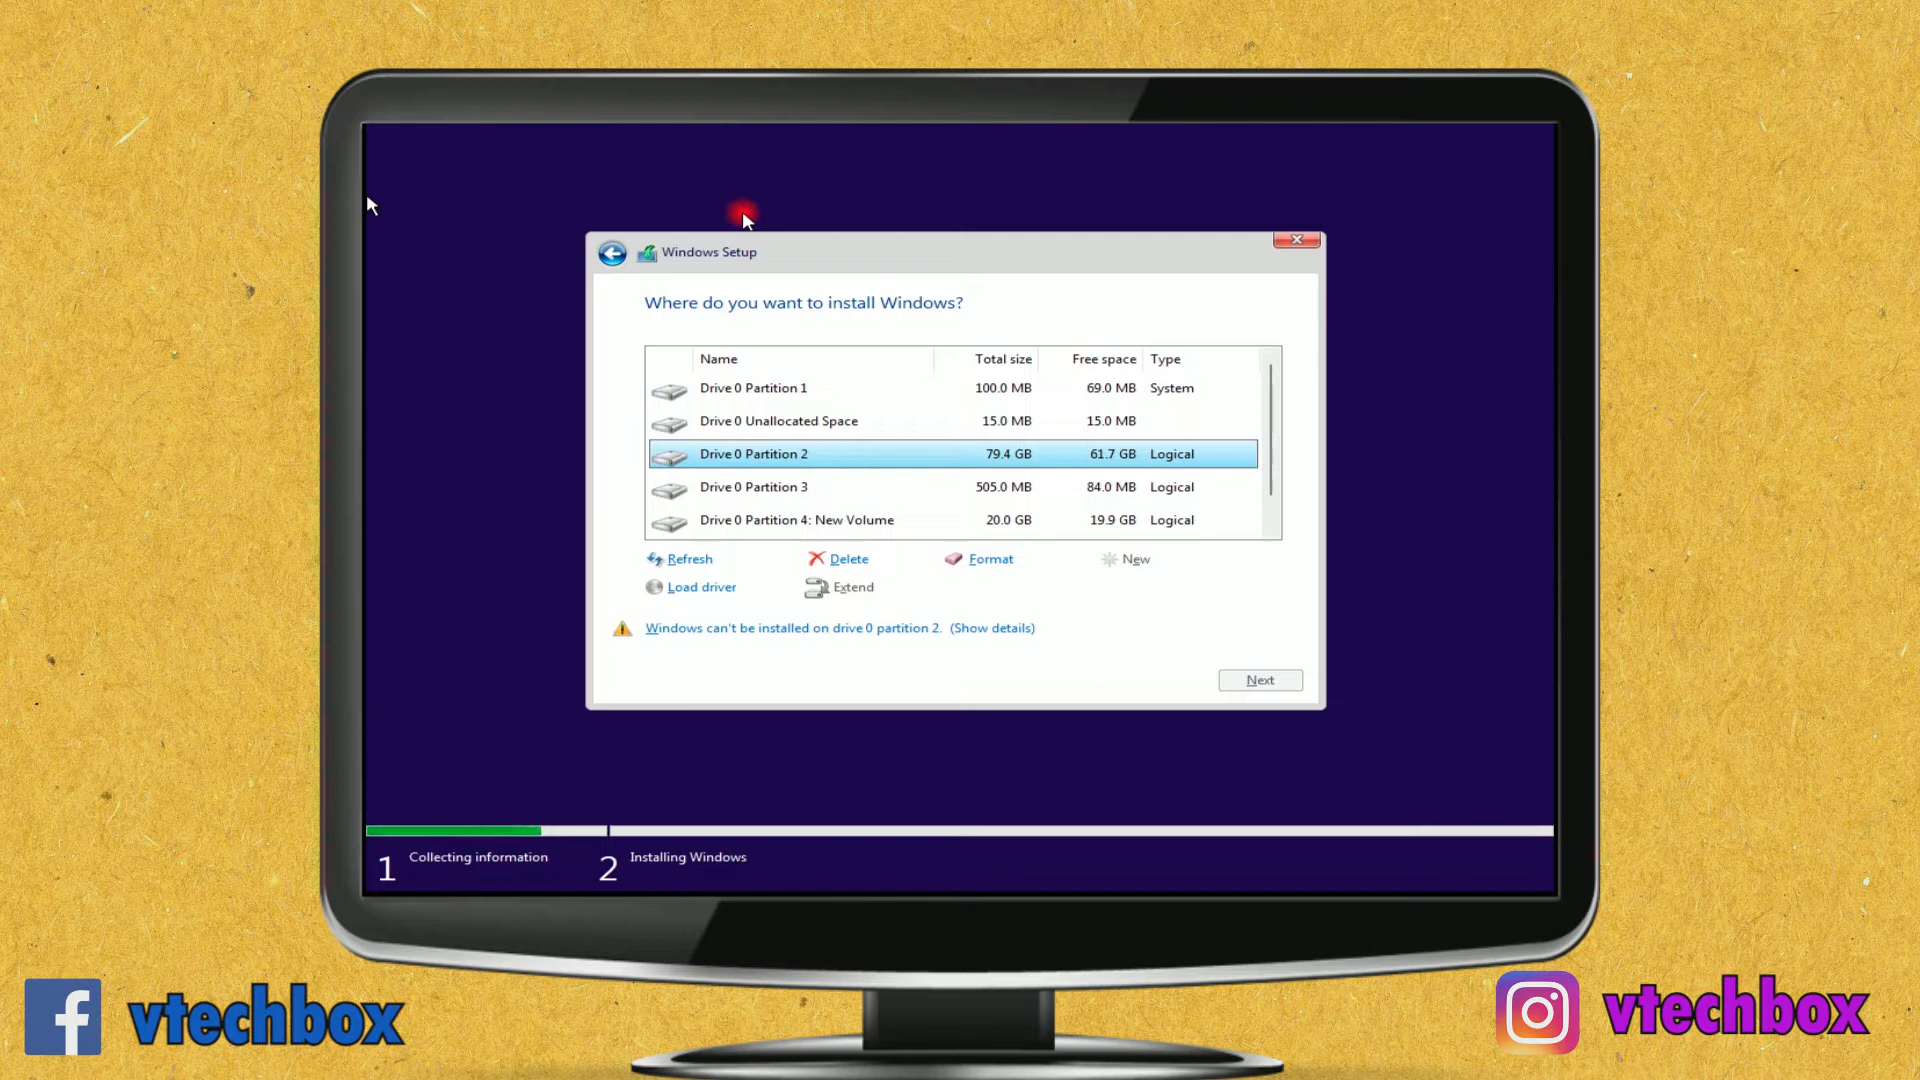 Windows Setup
Where do you want to install Windows?
Name Total size Free space Type
Drive 0 Partition 1 100.0 MB 69.0 MB System
Drive 0 Unallocated Space 15.0 MB 15.0 MB
Drive 0 Partition 2 79.4 GB 61.7 GB Logical
Drive 0 Partition 3 505.0 MB 84.0 MB Logical
Drive 0 Partition 4: New Volume 20.0 GB 19.9 GB Logical
Refresh Delete Format New
Load driver Extend
Windows can't be installed on drive 0 partition 2. (Show details)
Next
1 Collecting information 2 Installing Windows
f vtechbox
vtechbox